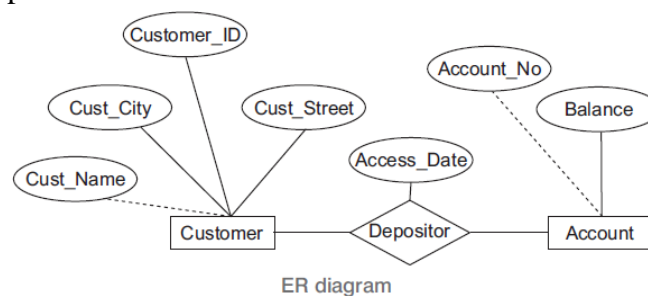 Customer_ID
Account_No
Cust_City
Cust_Street
Balance
Access_Date
Cust_Name
Customer
Depositor
Account
ER diagram